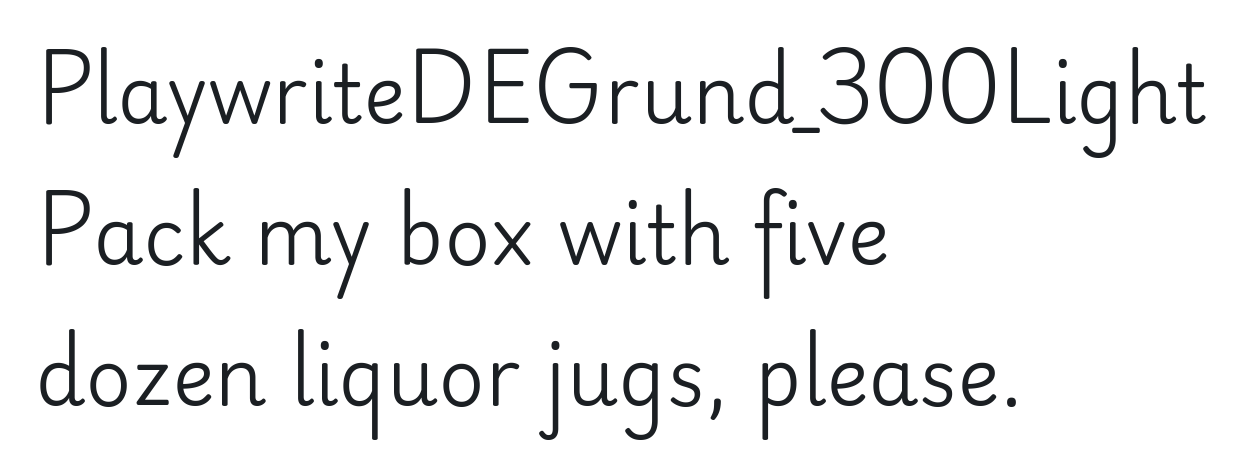 PlaywriteDEGrund_300Light
Pack my box with five
dozen liquor jugs, please.